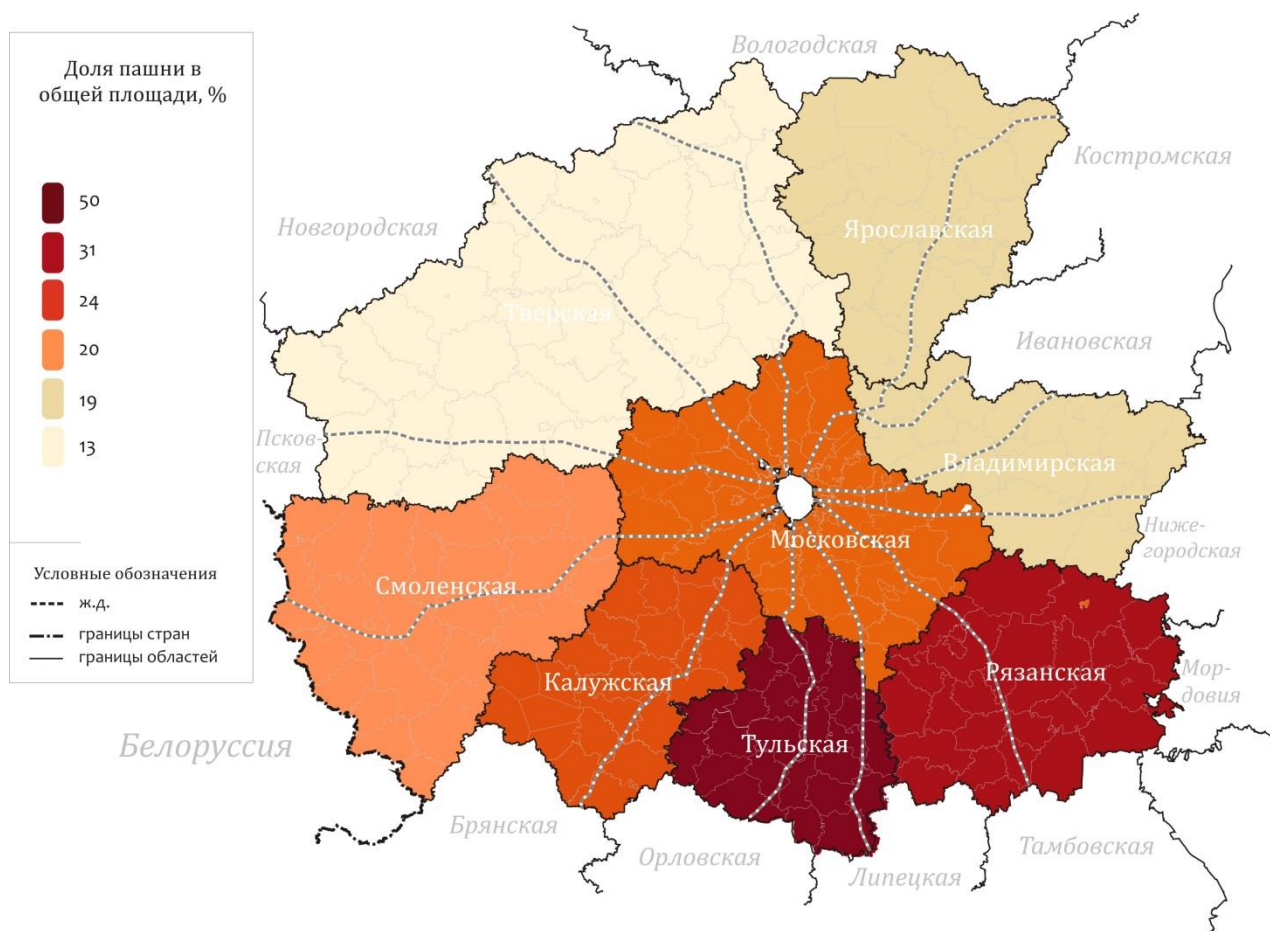 Доля пашни в
общей площади, %
50
31
24
20
19
13
Условные обозначения
ж.д.
границы стран
границы областей
Вологодская
Костромская
Новгородская
Ярославская
Тверская
Ивановская
Псков-
ская
Владимирская
Ниже-
городская
Московская
Смоленская
Калужская
Рязанская
Мор-
довия
Тульская
Белоруссия
Брянская
Орловская
Липецкая
Тамбовская